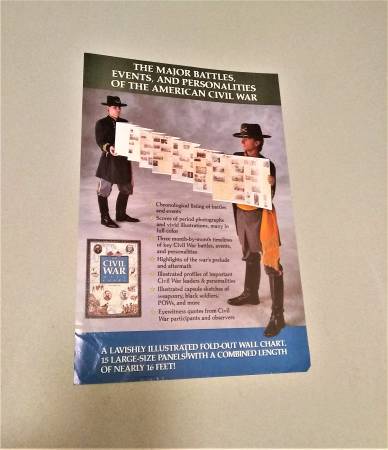 THE MAJOR BATTLES,
EVENTS, AND PERSONALITIES
OF THE AMERICAN CIVIL WAR
Chronological listing of battles
and events
Scores of period photographs
and vivid illustrations, many in
full color
Three month-by-month timelines
of key Civil War battles, events,
and personalities
Highlights of the war's prelude
and aftermath
Illustrated profiles of important
Civil War leaders & personalities
Illustrated capsule sketches of
weaponry, black soldiers,
POWs, and more
Eyewitness quotes from Civil
War participants and observers
THE
CIVIL
WAR
A LAVISHLY ILLUSTRATED FOLD-OUT WALL CHART,
15 LARGE-SIZE PANELS WITH A COMBINED LENGTH
OF NEARLY 16 FEET!